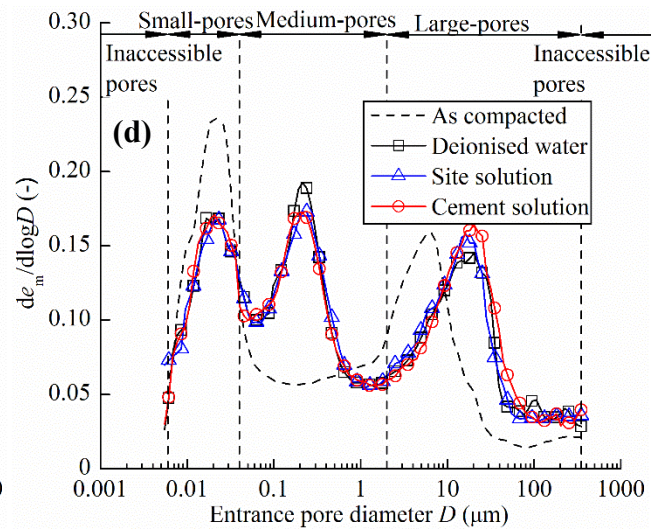 Small-pores Medium-pores Large-pores
Inaccessible pores
Inaccessible pores
(d)
As compacted
Deionised water
Site solution
Cement solution
0.30
0.25
0.20
0.15
0.10
0.05
0
de_m/dlogD (-)
0.001 0.01 0.1 1 10 100 1000
Entrance pore diameter D (μm)